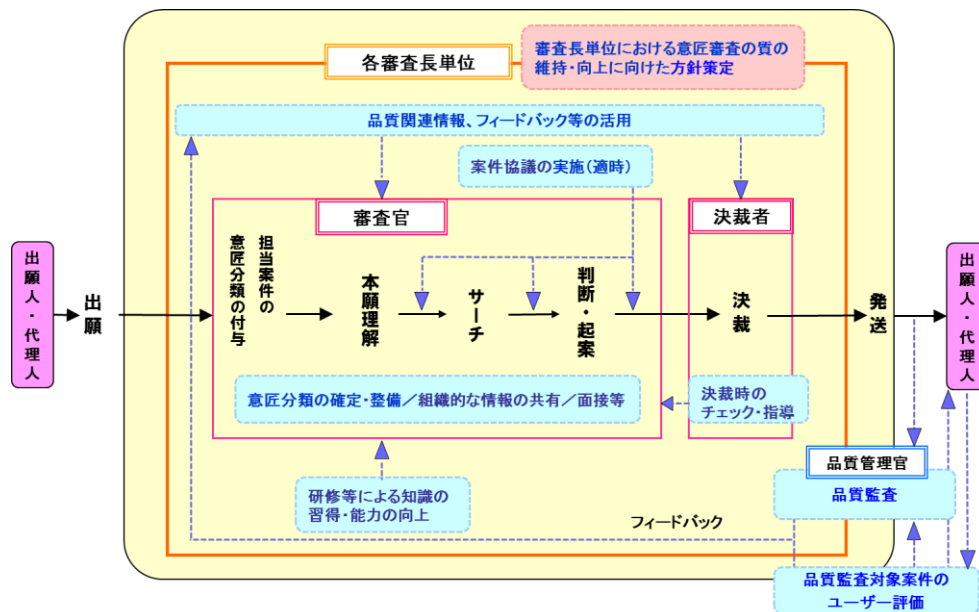 各審査長単位
審査長単位における意匠審査の質の
維持・向上に向けた方針策定
品質関連情報、フィードバック等の活用
案件協議の実施(適時)
審査官
決裁者
出願人・代理人
出願
担当案件の
意匠分類の付与
本願理解
サーチ
判断・起案
決裁
発送
出願人・代理人
意匠分類の確定・整備／組織的な情報の共有／面接等
決裁時の
チェック・指導
研修等による知識の
習得・能力の向上
品質管理官
品質監査
フィードバック
品質監査対象案件の
ユーザー評価